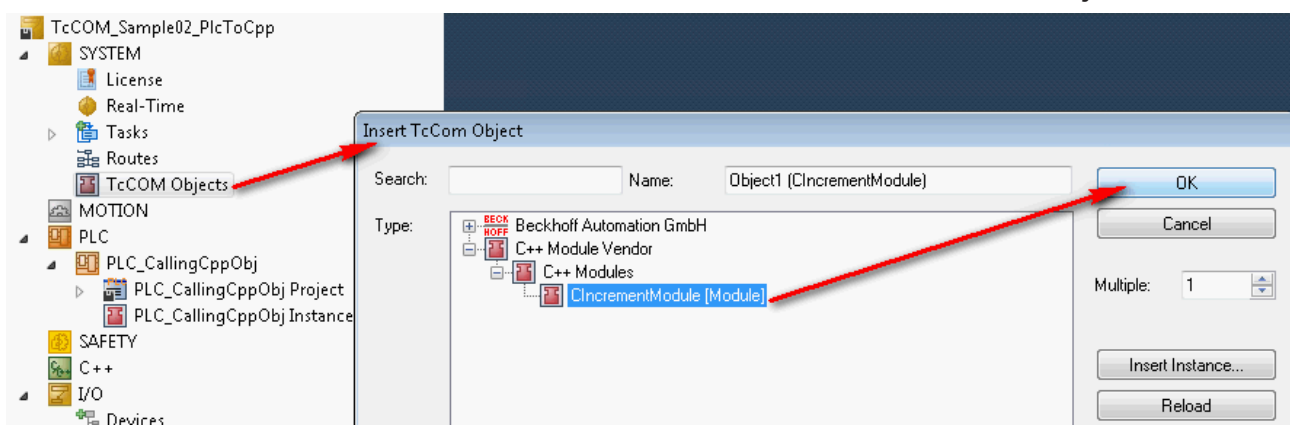 TcCOM_Sample02_PlcToCpp
SYSTEM
License
Real-Time
Tasks
Routes
TcCOM Objects
MOTION
PLC
PLC_CallingCppObj
PLC_CallingCppObj Project
PLC_CallingCppObj Instance
SAFETY
C++
I/O
Devices
Insert TcCom Object
Search:
Name: Object1 (CIncrementModule)
OK
Type:
BECK
HOFF Beckhoff Automation GmbH
Cancel
C++ Module Vendor
C++ Modules
CIncrementModule [Module]
Multiple: 1
Insert Instance...
Reload